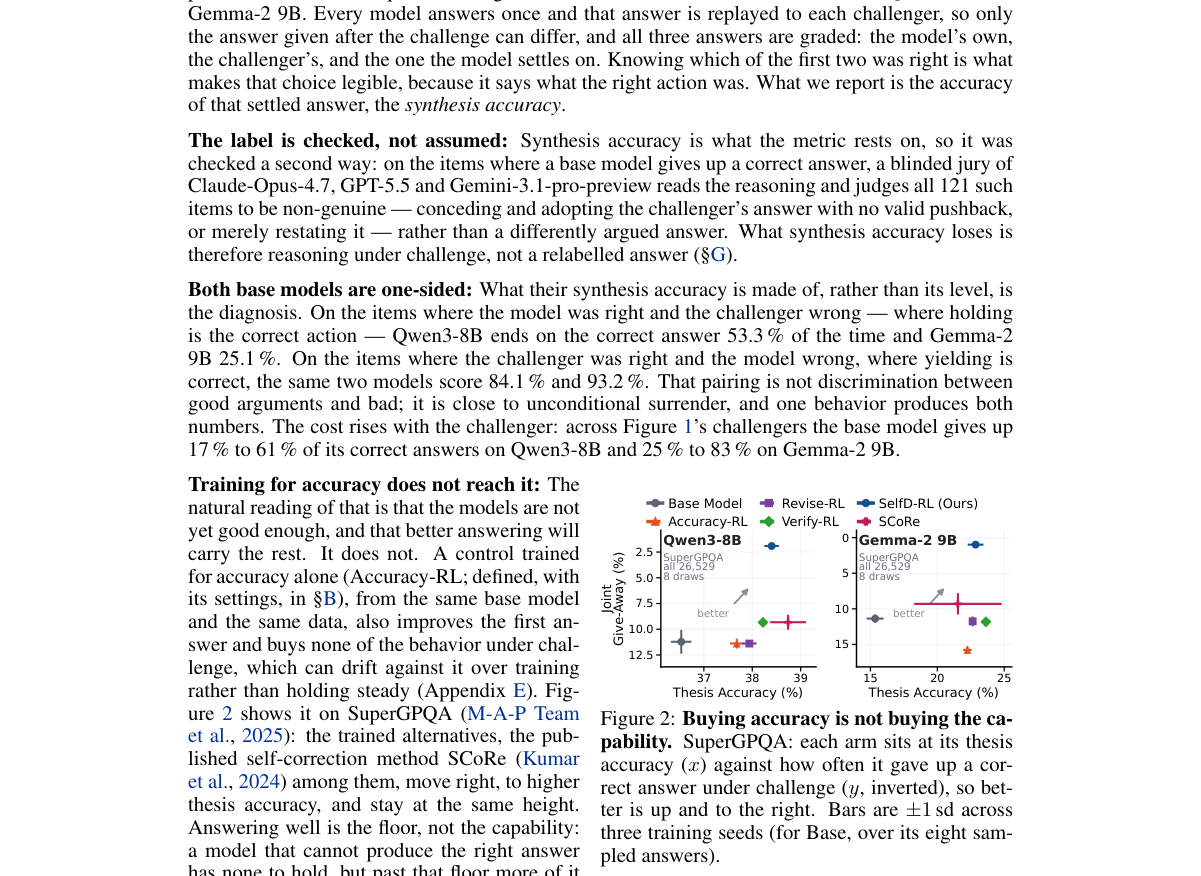 Gemma-2 9B. Every model answers once and that answer is replayed to each challenger, so only
the answer given after the challenge can differ, and all three answers are graded: the model's own,
the challenger's, and the one the model settles on. Knowing which of the first two was right is what
makes that choice legible, because it says what the right action was. What we report is the accuracy
of that settled answer, the synthesis accuracy.
The label is checked, not assumed: Synthesis accuracy is what the metric rests on, so it was
checked a second way: on the items where a base model gives up a correct answer, a blinded jury of
Claude-Opus-4.7, GPT-5.5 and Gemini-3.1-pro-preview reads the reasoning and judges all 121 such
items to be non-genuine — conceding and adopting the challenger's answer with no valid pushback,
or merely restating it — rather than a differently argued answer. What synthesis accuracy loses is
therefore reasoning under challenge, not a relabelled answer (§G).
Both base models are one-sided: What their synthesis accuracy is made of, rather than its level, is
the diagnosis. On the items where the model was right and the challenger wrong — where holding
is the correct action — Qwen3-8B ends on the correct answer 53.3 % of the time and Gemma-2
9B 25.1 %. On the items where the challenger was right and the model wrong, where yielding is
correct, the same two models score 84.1 % and 93.2 %. That pairing is not discrimination between
good arguments and bad; it is close to unconditional surrender, and one behavior produces both
numbers. The cost rises with the challenger: across Figure 1's challengers the base model gives up
17 % to 61 % of its correct answers on Qwen3-8B and 25 % to 83 % on Gemma-2 9B.
Training for accuracy does not reach it: The
natural reading of that is that the models are not
yet good enough, and that better answering will
carry the rest. It does not. A control trained
for accuracy alone (Accuracy-RL; defined, with
its settings, in §B), from the same base model
and the same data, also improves the first an-
swer and buys none of the behavior under chal-
lenge, which can drift against it over training
rather than holding steady (Appendix E). Fig-
ure 2 shows it on SuperGPQA (M-A-P Team
et al., 2025): the trained alternatives, the pub-
lished self-correction method SCoRe (Kumar
et al., 2024) among them, move right, to higher
thesis accuracy, and stay at the same height.
Answering well is the floor, not the capability:
a model that cannot produce the right answer
has none to hold, but past that floor more of it
Base Model Revise-RL SelfD-RL (Ours)
Accuracy-RL Verify-RL SCoRe
Qwen3-8B
SuperGPQA
all 26,529
8 draws
better
Joint
Give-Away (%)
2.5
5.0
7.5
10.0
12.5
37 38 39
Thesis Accuracy (%)
Gemma-2 9B
SuperGPQA
all 26,529
8 draws
better
0
5
10
15
15 20 25
Thesis Accuracy (%)
Figure 2: Buying accuracy is not buying the ca-
pability. SuperGPQA: each arm sits at its thesis
accuracy (x) against how often it gave up a cor-
rect answer under challenge (y, inverted), so bet-
ter is up and to the right. Bars are ±1 sd across
three training seeds (for Base, over its eight sam-
pled answers).